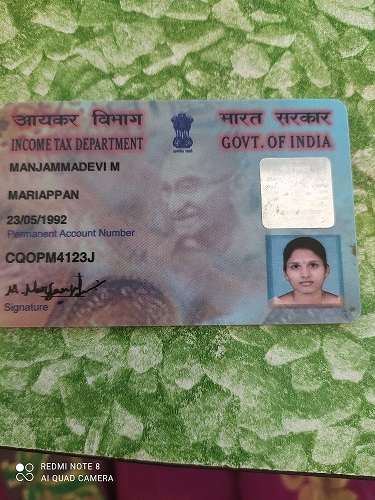 आयकर विभाग
भारत सरकार
INCOME TAX DEPARTMENT
GOVT. OF INDIA
MANJAMMADEVI M
MARIAPPAN
23/05/1992
Permanent Account Number
CQOPM4123J
Signature
REDMI NOTE 8
AI QUAD CAMERA